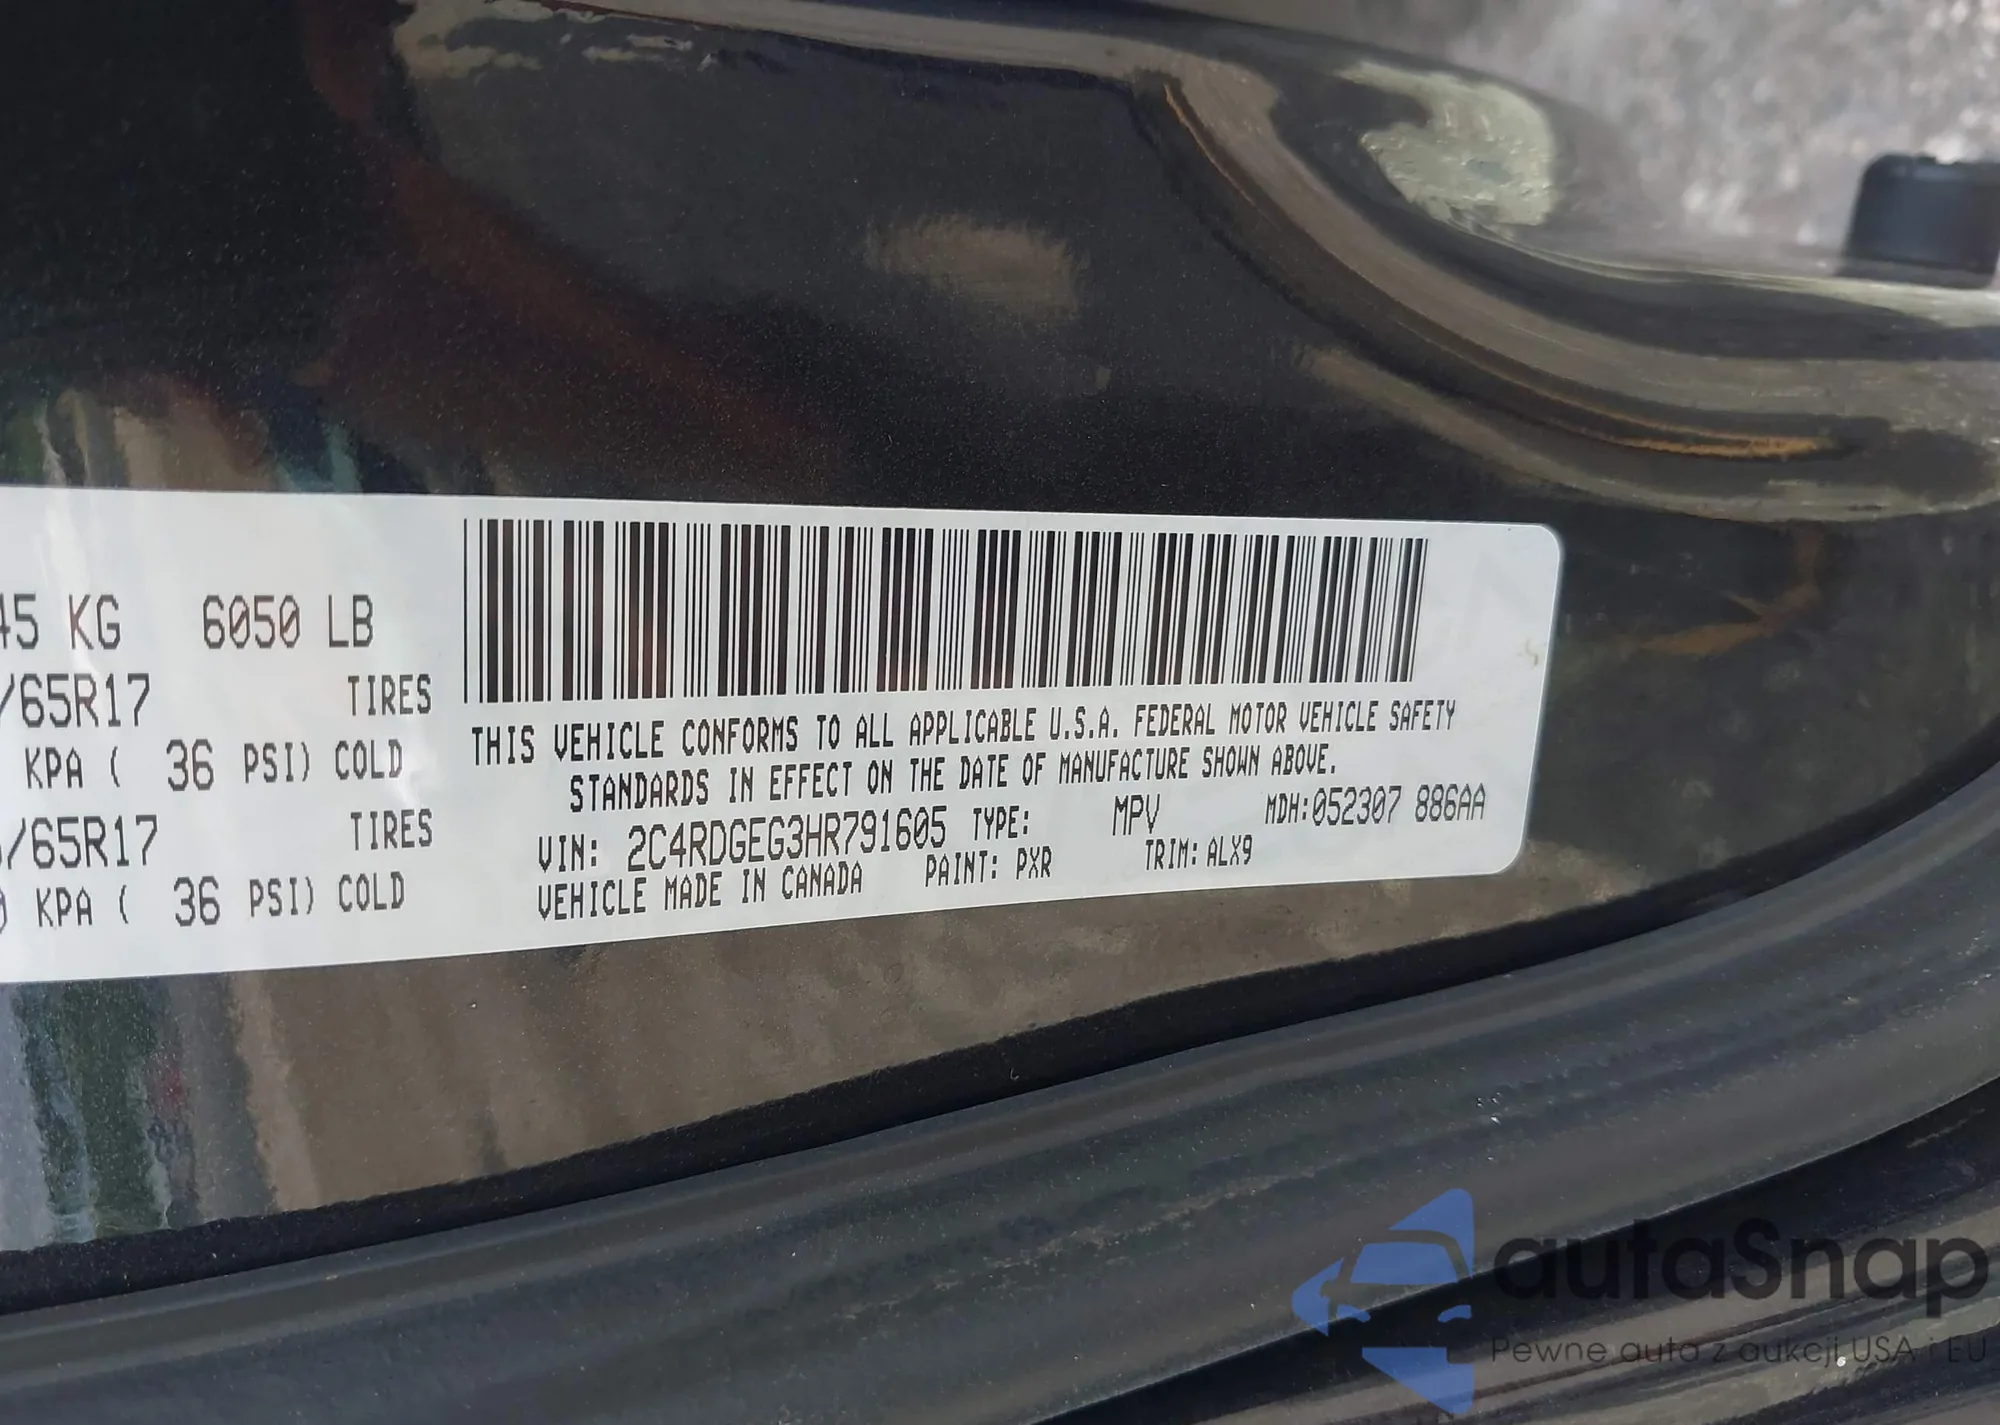 45 KG 6050 LB
/65R17 TIRES
KPA ( 36 PSI) COLD
/65R17 TIRES
KPA ( 36 PSI) COLD
THIS VEHICLE CONFORMS TO ALL APPLICABLE U.S.A. FEDERAL MOTOR VEHICLE SAFETY
STANDARDS IN EFFECT ON THE DATE OF MANUFACTURE SHOWN ABOVE.
VIN: 2C4RDGEG3HR791605 TYPE: MPV MDH:052307 886AA
VEHICLE MADE IN CANADA PAINT: PXR TRIM: ALX9
autaSnap
Pewne auta z aukcji USA i EU